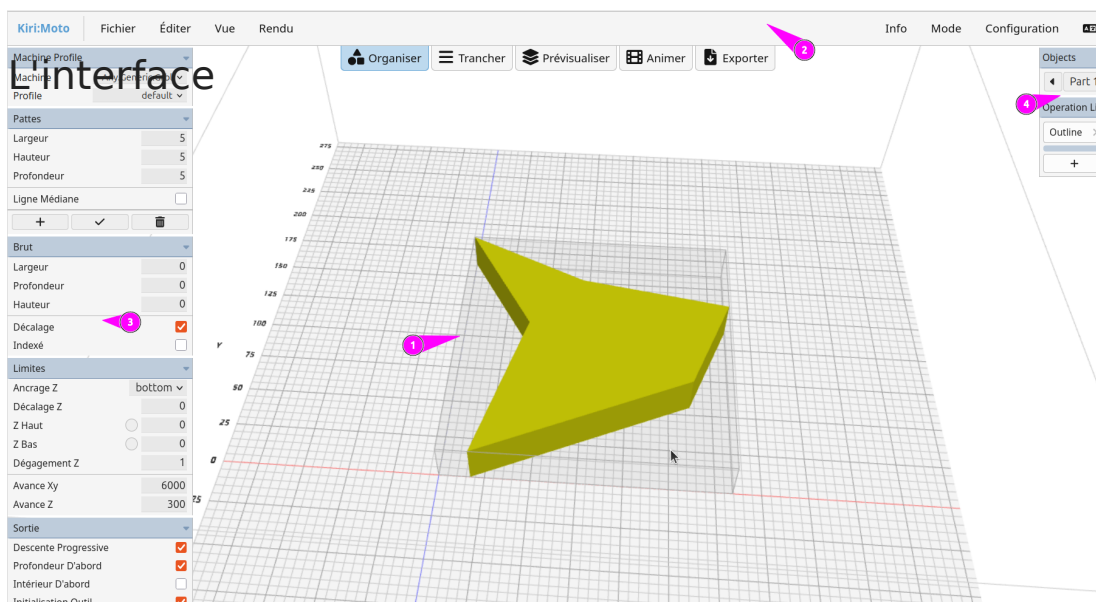 Kiri:Moto Fichier Éditer Vue Rendu Info Mode Configuration
2
Organiser Trancher Prévisualiser Animer Exporter
Machine Profile
L'interface
Machine
Profile default
Objects
Part 1
4
Operation Li
Outline
+
Pattes
Largeur 5
Hauteur 5
Profondeur 5
Ligne Médiane
+
Brut
Largeur 0
Profondeur 0
Hauteur 0
3
Décalage
Indexé
Limites
Ancrage Z bottom
Décalage Z 0
Z Haut 0
Z Bas 0
Dégagement Z 1
Avance Xy 6000
Avance Z 300
Sortie
Descente Progressive
Profondeur D'abord
Intérieur D'abord
Initialisation Outil
275
250
225
200
175
150
125
100
Y
75
50
25
0
25
1